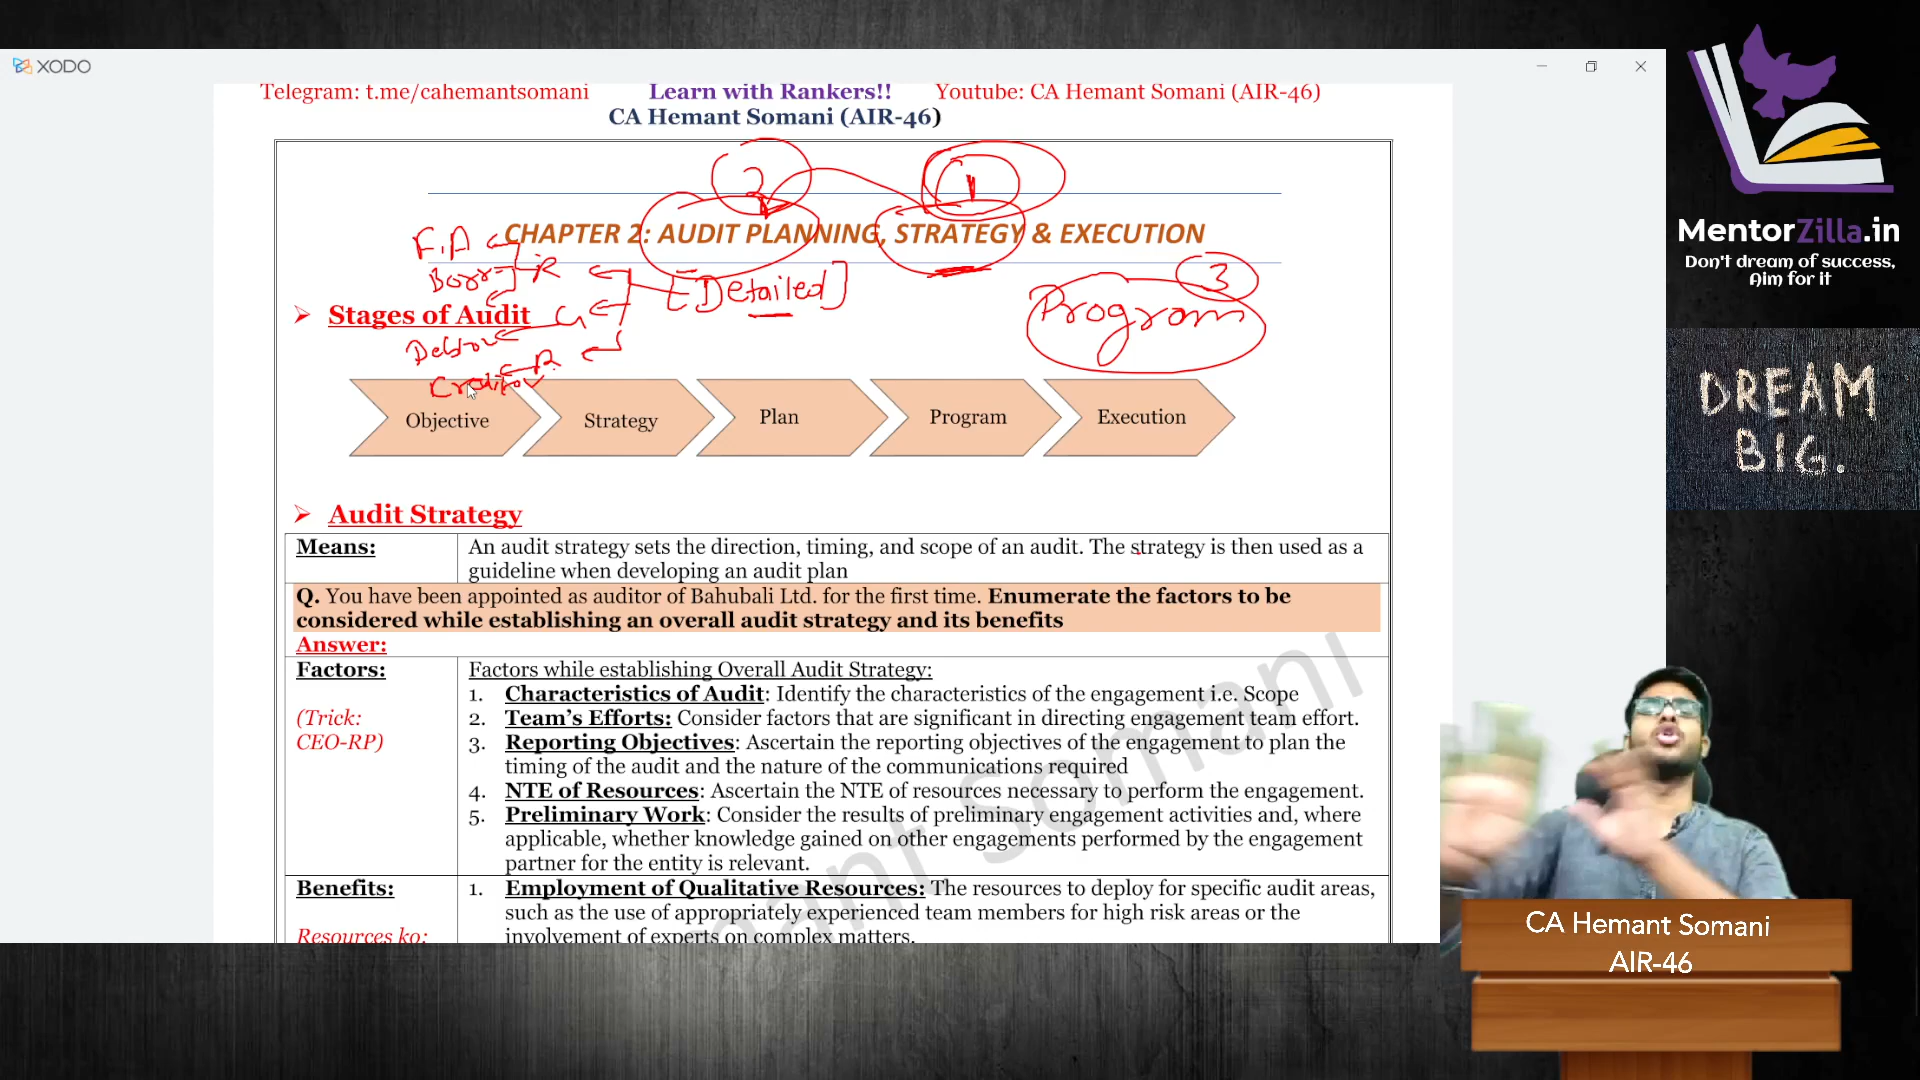 XODO
Telegram: t.me/cahemantsomani Learn with Rankers!! Youtube: CA Hemant Somani (AIR-46)
CA Hemant Somani (AIR-46)
2 1
CHAPTER 2: AUDIT PLANNING, STRATEGY & EXECUTION
F.A
Borr
[Detailed]
3
Program
Stages of Audit
Debtor
Creditor
Objective Strategy Plan Program Execution
Audit Strategy
Means: An audit strategy sets the direction, timing, and scope of an audit. The strategy is then used as a
guideline when developing an audit plan
Q. You have been appointed as auditor of Bahubali Ltd. for the first time. Enumerate the factors to be
considered while establishing an overall audit strategy and its benefits
Answer:
Factors: Factors while establishing Overall Audit Strategy:
(Trick:
CEO-RP)
1. Characteristics of Audit: Identify the characteristics of the engagement i.e. Scope
2. Team's Efforts: Consider factors that are significant in directing engagement team effort.
3. Reporting Objectives: Ascertain the reporting objectives of the engagement to plan the
timing of the audit and the nature of the communications required
4. NTE of Resources: Ascertain the NTE of resources necessary to perform the engagement.
5. Preliminary Work: Consider the results of preliminary engagement activities and, where
applicable, whether knowledge gained on other engagements performed by the engagement
partner for the entity is relevant.
Benefits: 1. Employment of Qualitative Resources: The resources to deploy for specific audit areas,
such as the use of appropriately experienced team members for high risk areas or the
Resources ko: involvement of experts on complex matters.
mant Somani
MentorZilla.in
Don't dream of success,
Aim for it
DREAM
BIG.
CA Hemant Somani
AIR-46